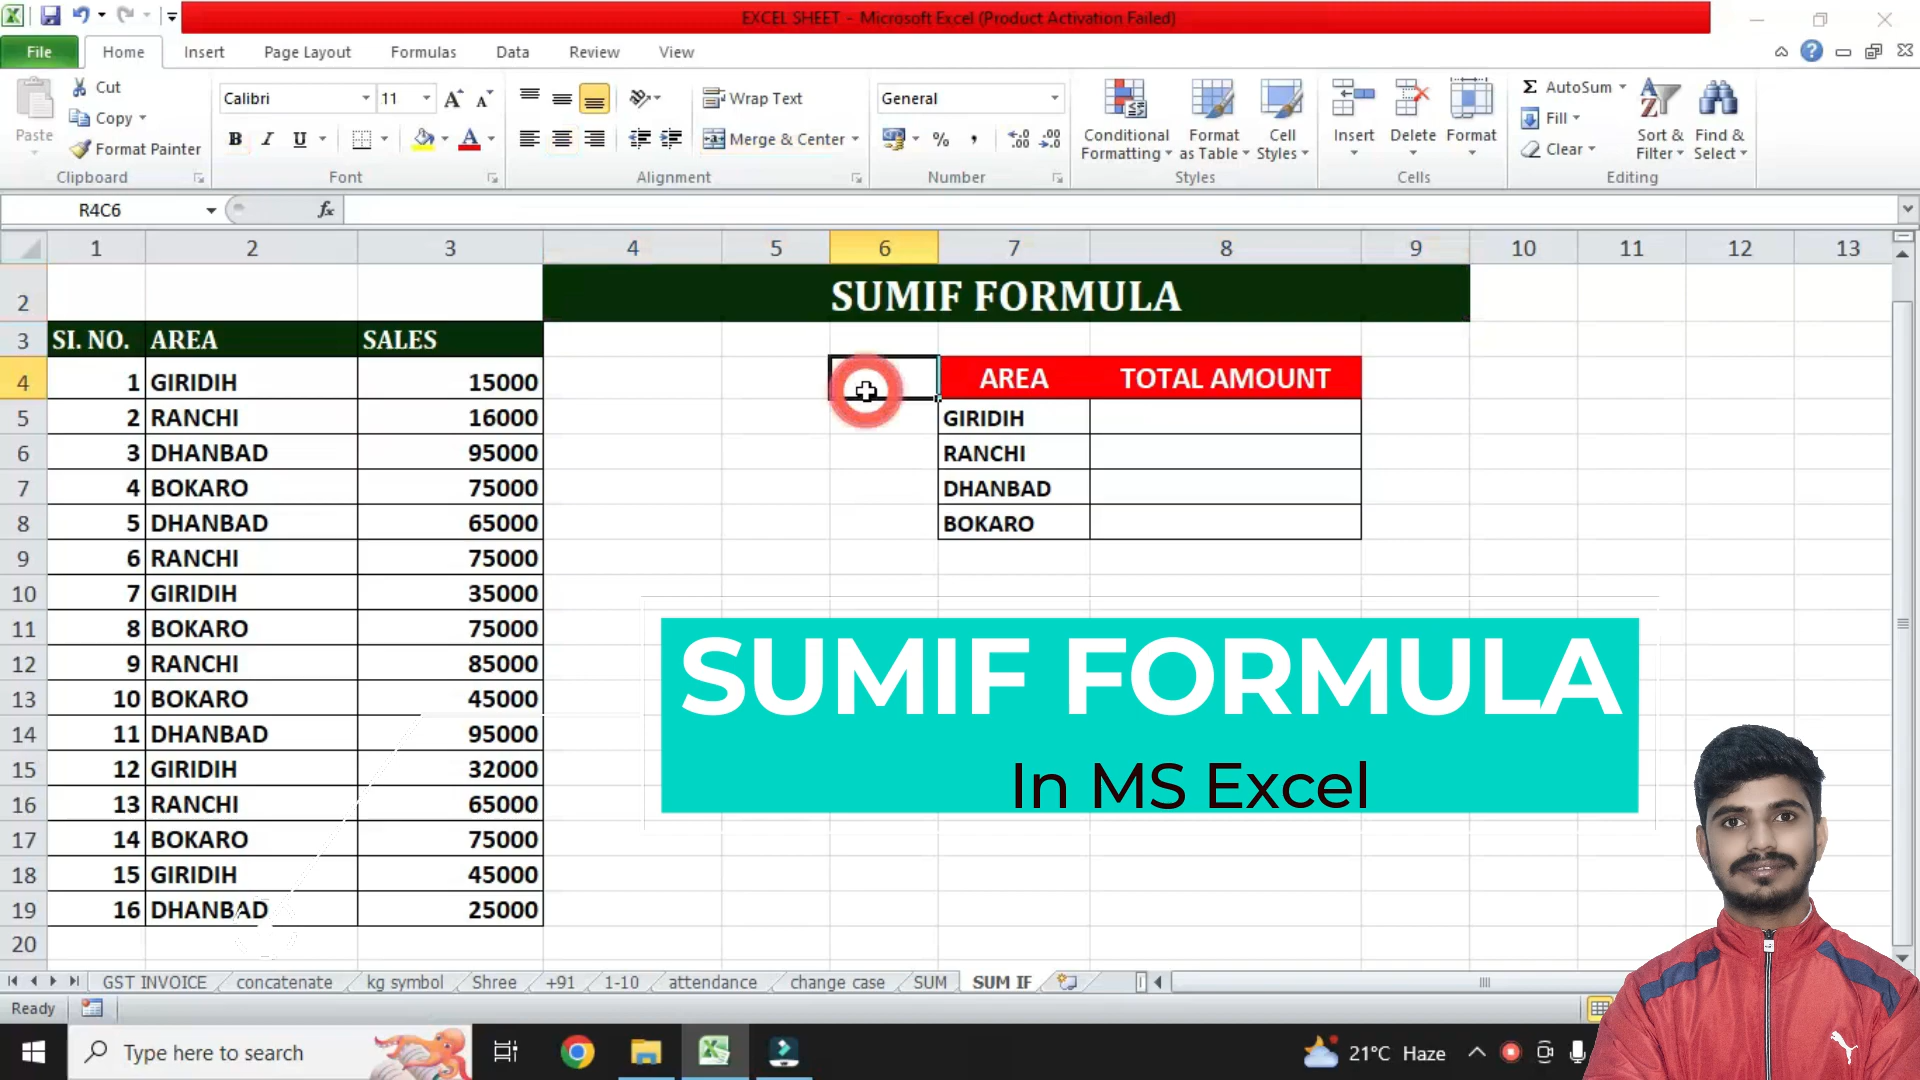 EXCEL SHEET - Microsoft Excel (Product Activation Failed)
File Home Insert Page Layout Formulas Data Review View
Paste Cut Copy Format Painter Clipboard
Calibri 11 B I U Font
Wrap Text Merge & Center Alignment
General % , .0 .00 .00 .0 Number
Conditional Formatting Format as Table Cell Styles Styles
Insert Delete Format Cells
Σ AutoSum Fill Clear Sort & Filter Find & Select Editing
R4C6 fx
1 2 3 4 5 6 7 8 9 10 11 12 13
2 SUMIF FORMULA
3 SI. NO. AREA SALES
4 1 GIRIDIH 15000 AREA TOTAL AMOUNT
5 2 RANCHI 16000 GIRIDIH
6 3 DHANBAD 95000 RANCHI
7 4 BOKARO 75000 DHANBAD
8 5 DHANBAD 65000 BOKARO
9 6 RANCHI 75000
10 7 GIRIDIH 35000
11 8 BOKARO 75000
12 9 RANCHI 85000
13 10 BOKARO 45000
14 11 DHANBAD 95000
15 12 GIRIDIH 32000
16 13 RANCHI 65000
17 14 BOKARO 75000
18 15 GIRIDIH 45000
19 16 DHANBAD 25000
20
SUMIF FORMULA
In MS Excel
GST INVOICE concatenate kg symbol Shree +91 1-10 attendance change case SUM SUM IF
Ready
Type here to search 21°C Haze